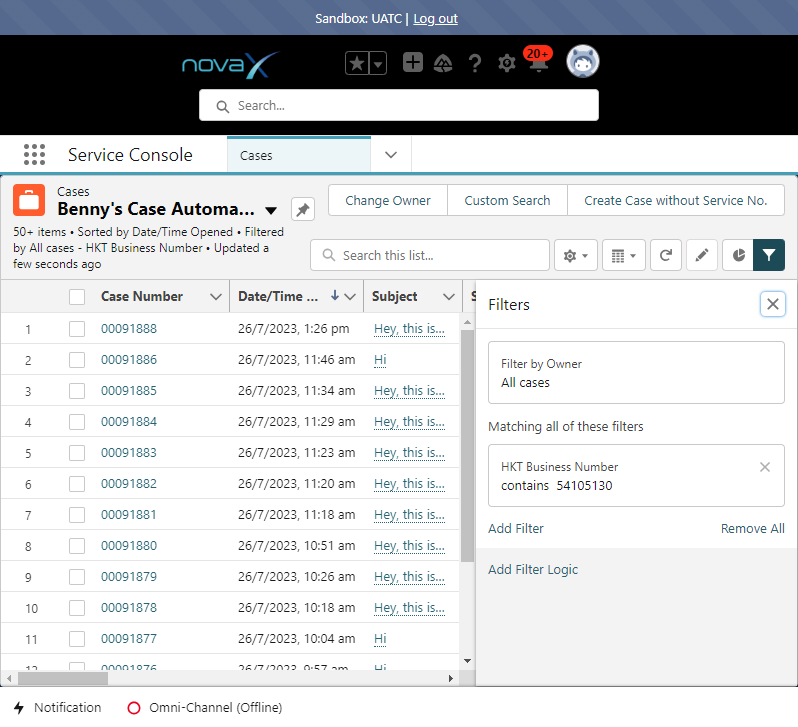 Sandbox: UATC | Log out
novax
20+
Search...
Service Console
Cases
Cases
Benny's Case Automa...
Change Owner
Custom Search
Create Case without Service No.
50+ items • Sorted by Date/Time Opened • Filtered
by All cases - HKT Business Number • Updated a
few seconds ago
Search this list...
Case Number Date/Time ... Subject S
1 00091888 26/7/2023, 1:26 pm Hey, this is...
2 00091886 26/7/2023, 11:46 am Hi
3 00091885 26/7/2023, 11:34 am Hey, this is...
4 00091884 26/7/2023, 11:29 am Hey, this is...
5 00091883 26/7/2023, 11:23 am Hey, this is...
6 00091882 26/7/2023, 11:20 am Hey, this is...
7 00091881 26/7/2023, 11:18 am Hey, this is...
8 00091880 26/7/2023, 10:51 am Hey, this is...
9 00091879 26/7/2023, 10:26 am Hey, this is...
10 00091878 26/7/2023, 10:18 am Hey, this is...
11 00091877 26/7/2023, 10:04 am Hi
12 00091876 26/7/2023, 9:57 am Hi
Filters
Filter by Owner
All cases
Matching all of these filters
HKT Business Number
contains 54105130
Add Filter
Remove All
Add Filter Logic
Notification
Omni-Channel (Offline)